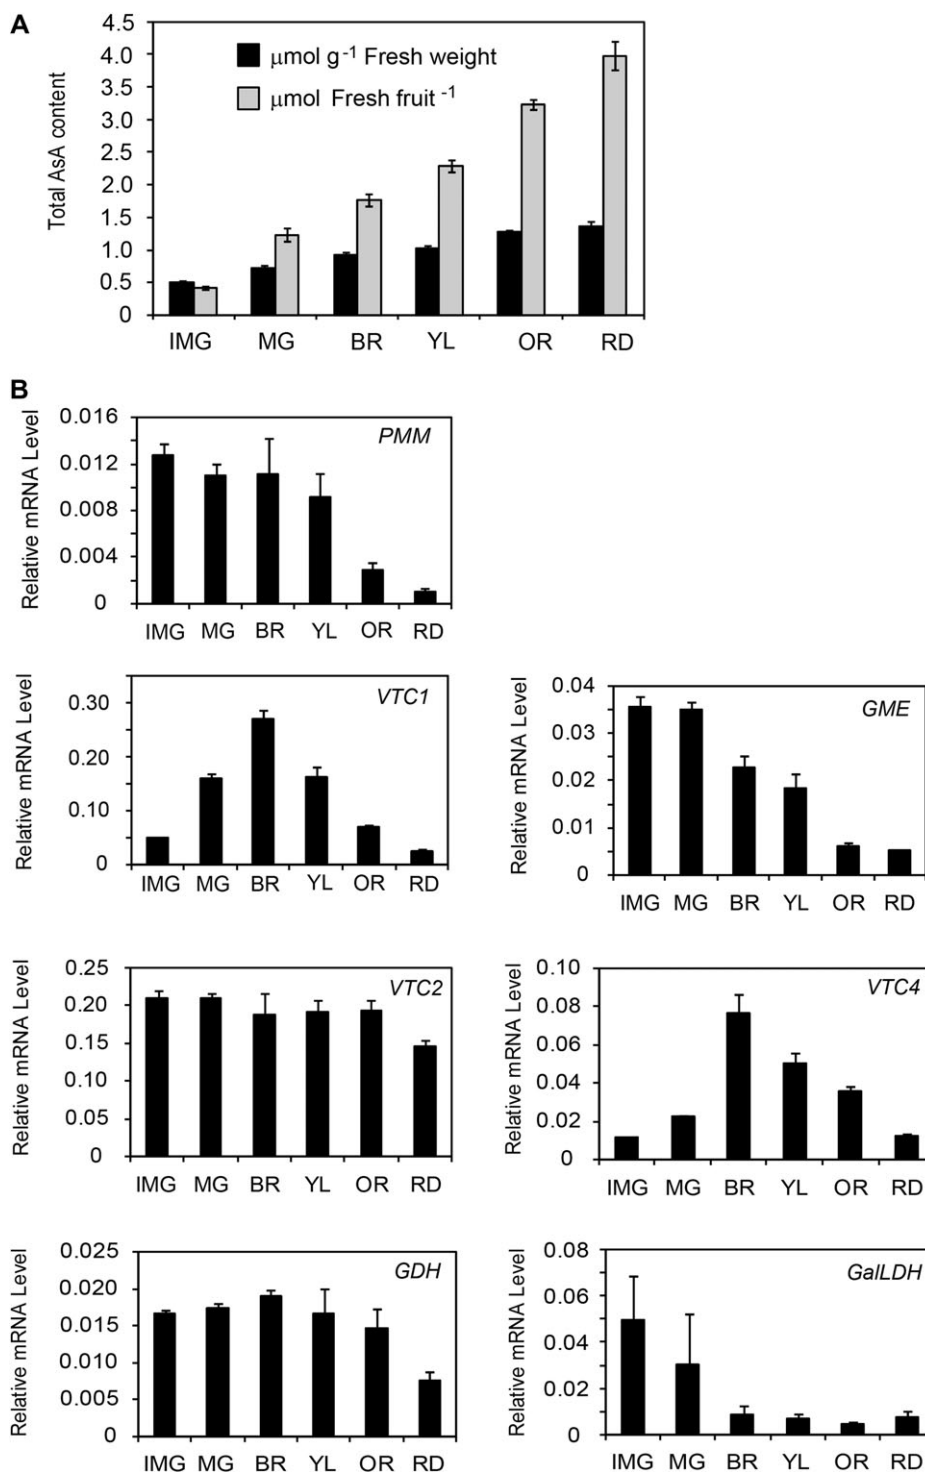 A
Total AsA content
4.5
4.0
3.5
3.0
2.5
2.0
1.5
1.0
0.5
0
μmol g⁻¹ Fresh weight
μmol Fresh fruit ⁻¹
IMG MG BR YL OR RD
B
Relative mRNA Level
0.016
0.012
0.008
0.004
0
PMM
IMG MG BR YL OR RD
Relative mRNA Level
0.30
0.20
0.10
0
VTC1
IMG MG BR YL OR RD
Relative mRNA Level
0.04
0.03
0.02
0.01
0
GME
IMG MG BR YL OR RD
Relative mRNA Level
0.25
0.20
0.15
0.10
0.05
0
VTC2
IMG MG BR YL OR RD
Relative mRNA Level
0.10
0.08
0.06
0.04
0.02
0
VTC4
IMG MG BR YL OR RD
Relative mRNA Level
0.025
0.020
0.015
0.010
0.005
0.000
GDH
IMG MG BR YL OR RD
Relative mRNA Level
0.08
0.06
0.04
0.02
0
GalLDH
IMG MG BR YL OR RD